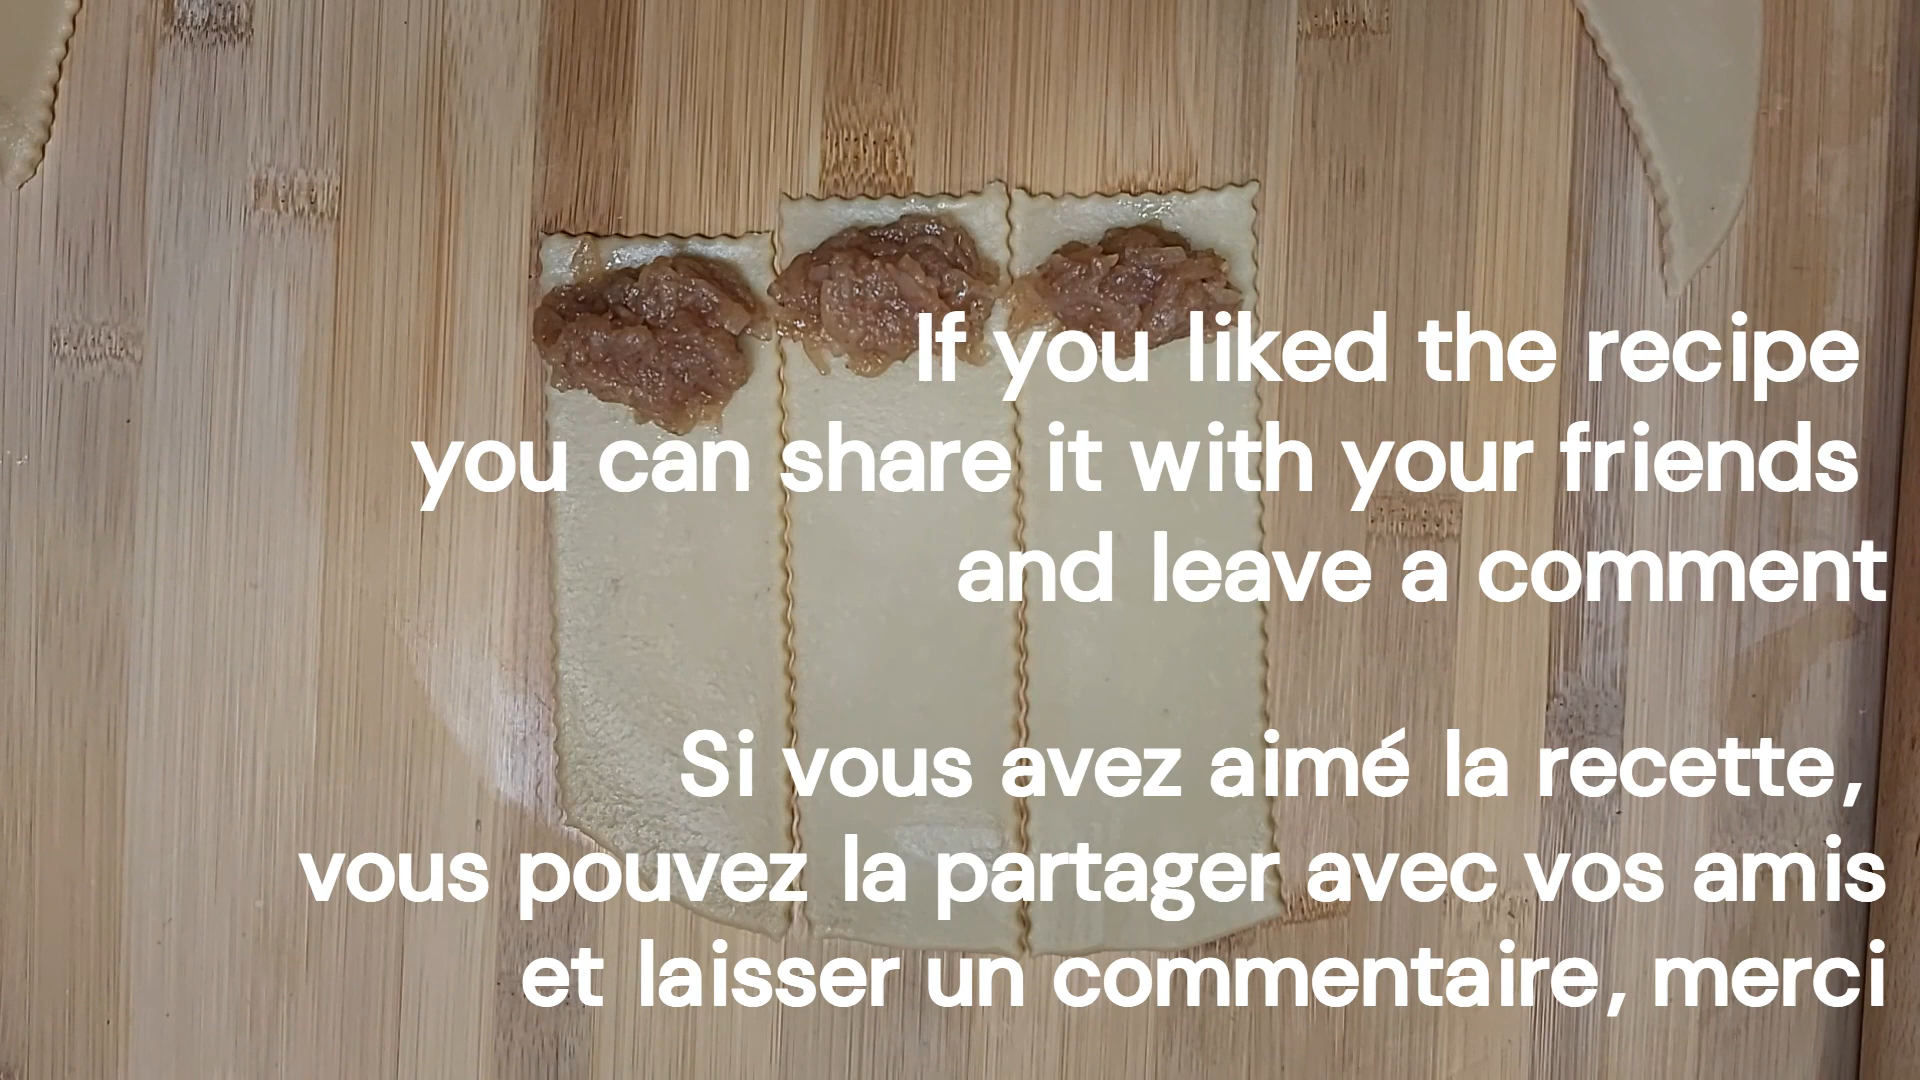 If you liked the recipe
you can share it with your friends
and leave a comment
Si vous avez aimé la recette,
vous pouvez la partager avec vos amis
et laisser un commentaire, merci